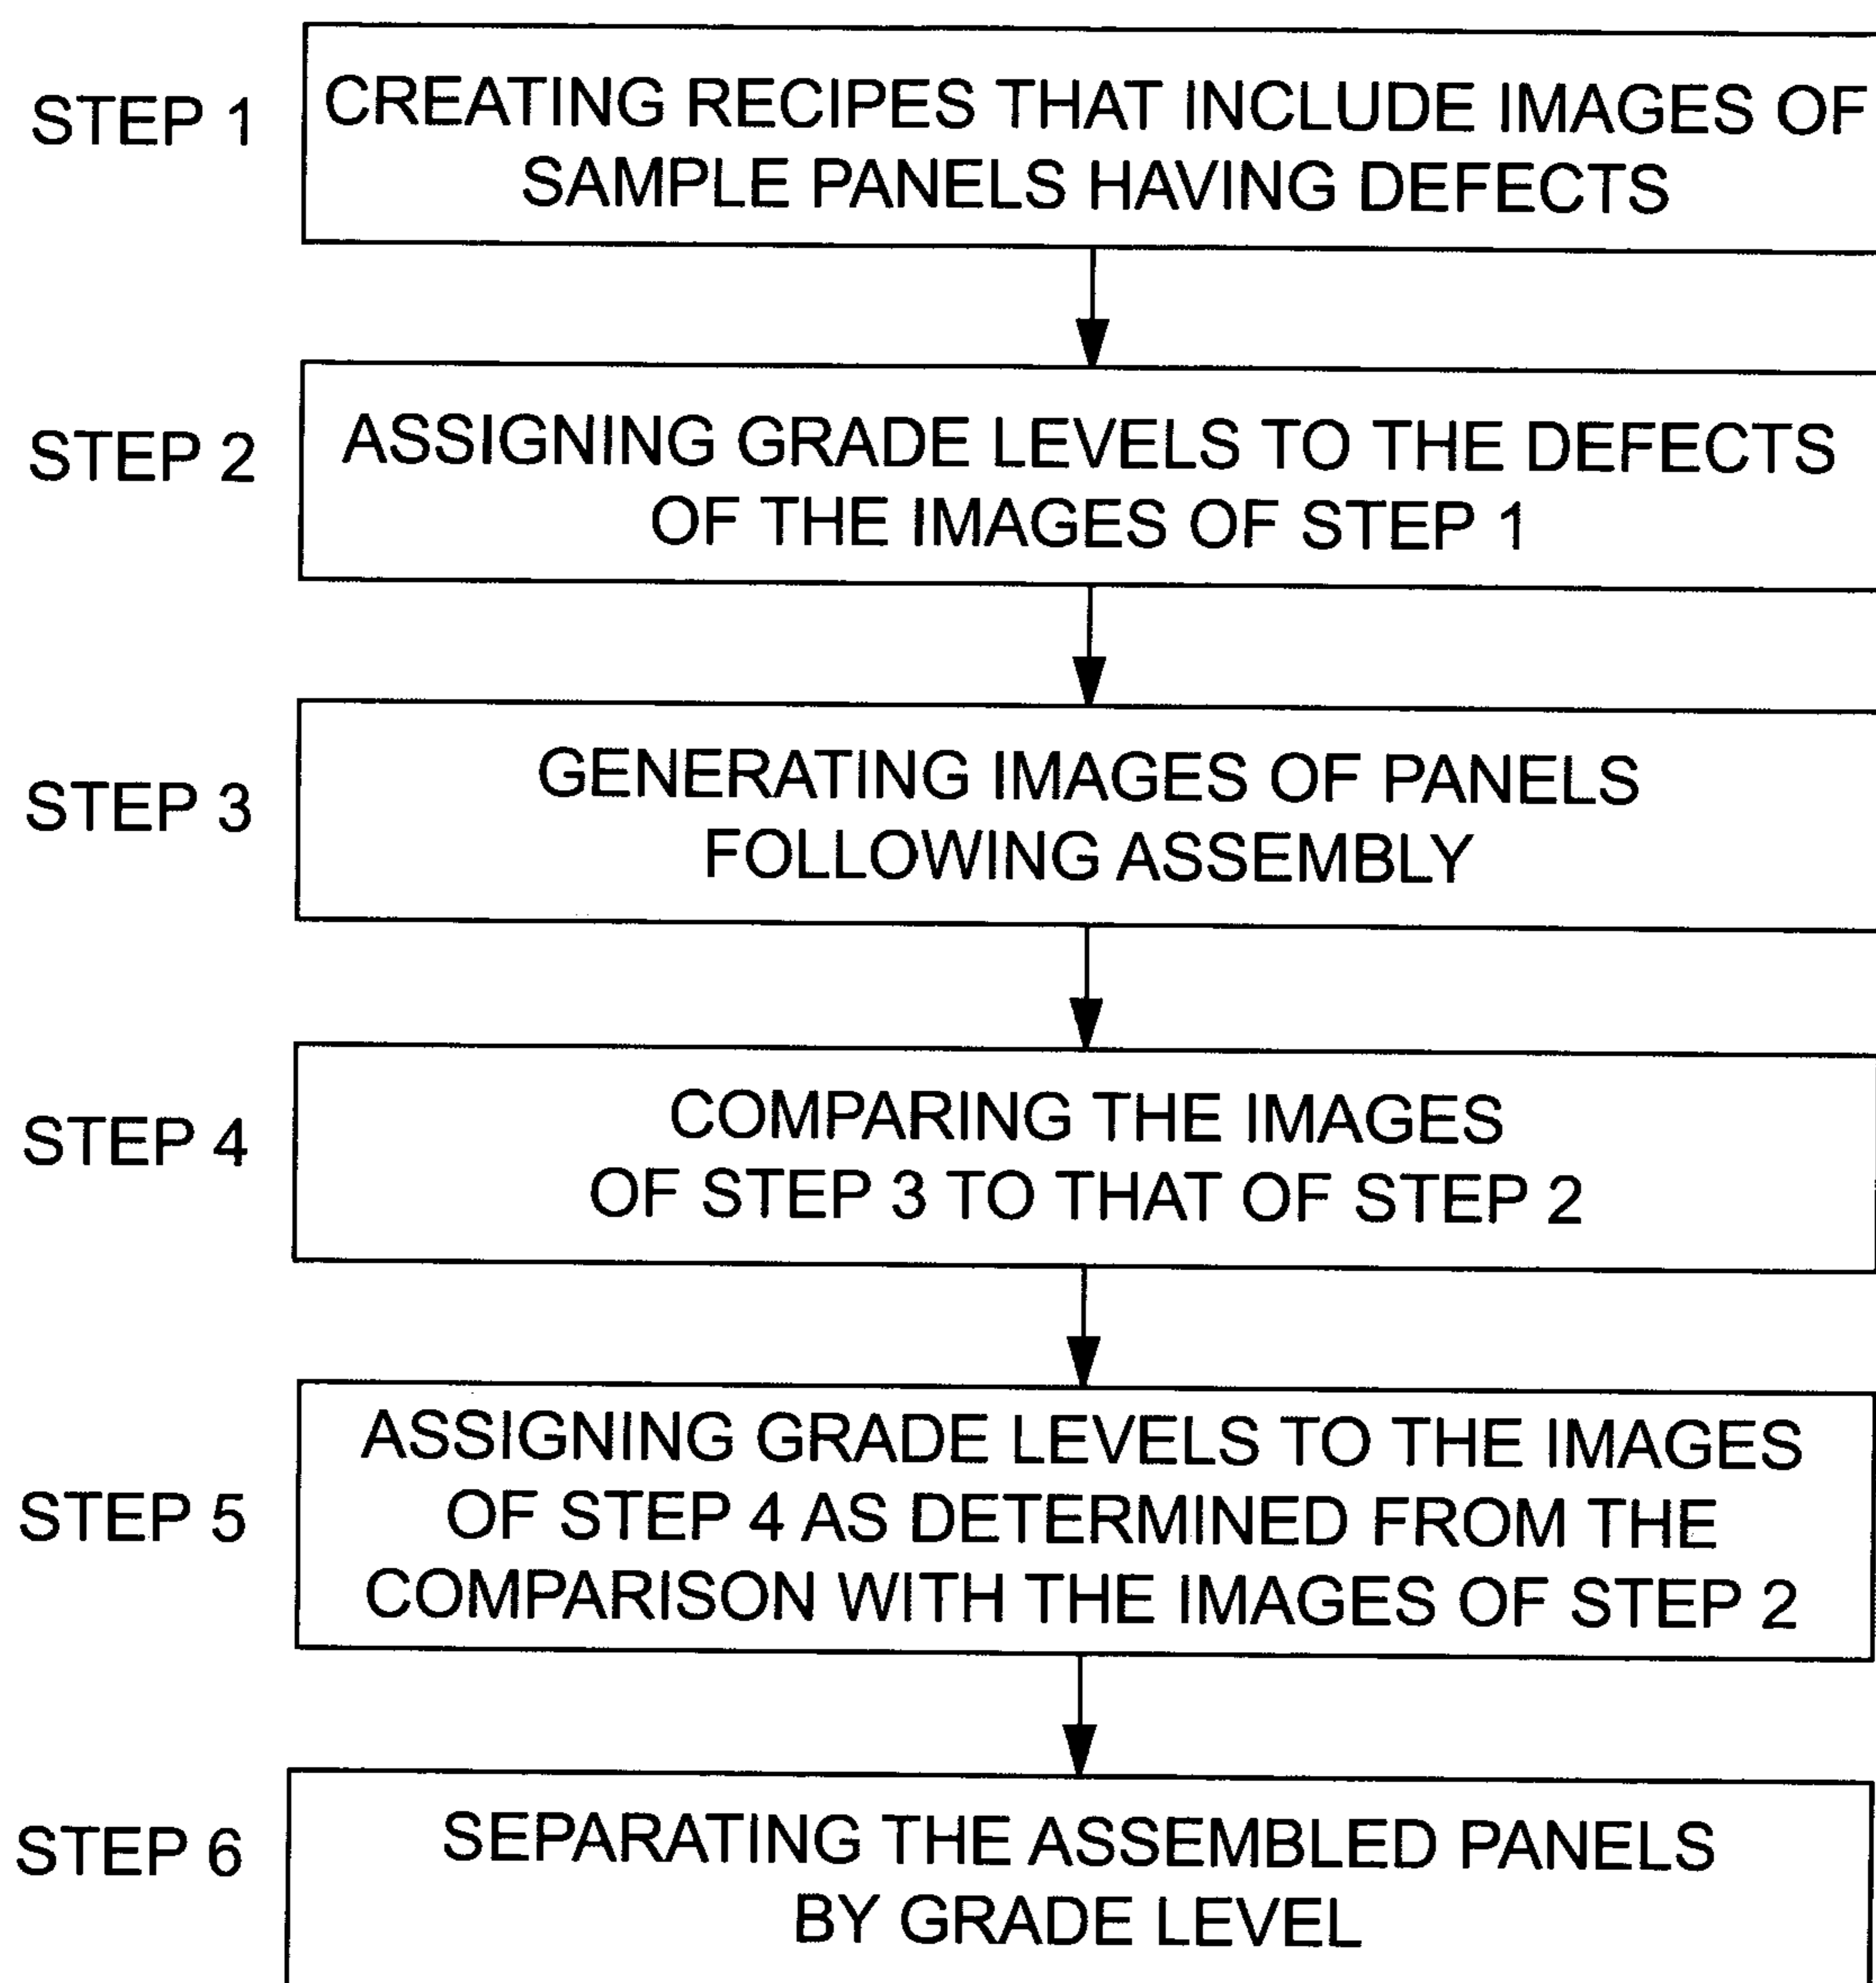 STEP 1
CREATING RECIPES THAT INCLUDE IMAGES OF
SAMPLE PANELS HAVING DEFECTS
STEP 2
ASSIGNING GRADE LEVELS TO THE DEFECTS
OF THE IMAGES OF STEP 1
STEP 3
GENERATING IMAGES OF PANELS
FOLLOWING ASSEMBLY
STEP 4
COMPARING THE IMAGES
OF STEP 3 TO THAT OF STEP 2
STEP 5
ASSIGNING GRADE LEVELS TO THE IMAGES
OF STEP 4 AS DETERMINED FROM THE
COMPARISON WITH THE IMAGES OF STEP 2
STEP 6
SEPARATING THE ASSEMBLED PANELS
BY GRADE LEVEL